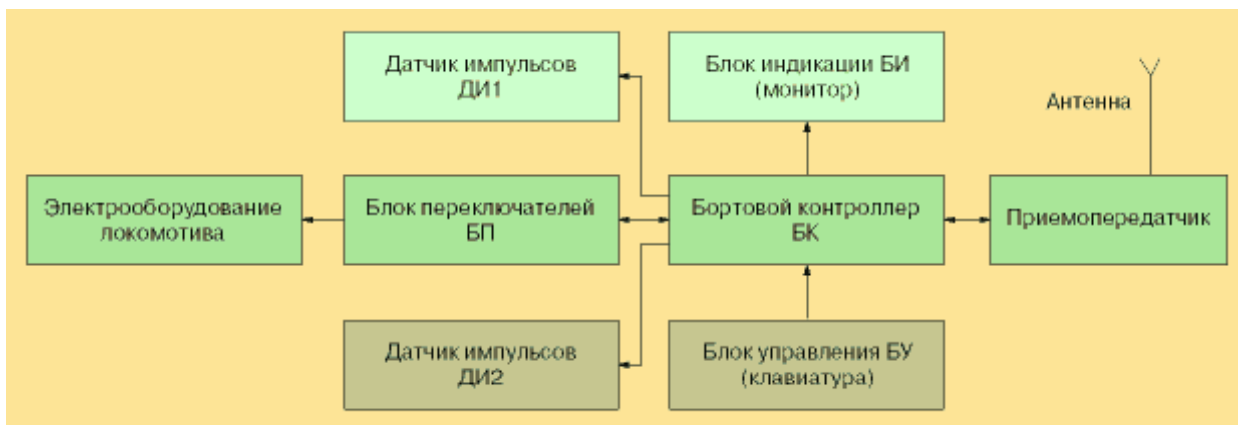 Датчик импульсов
ДИ1
Блок индикации БИ
(монитор)
Антенна
Электрооборудование
локомотива
Блок переключателей
БП
Бортовой контроллер
БК
Приемопередатчик
Датчик импульсов
ДИ2
Блок управления БУ
(клавиатура)